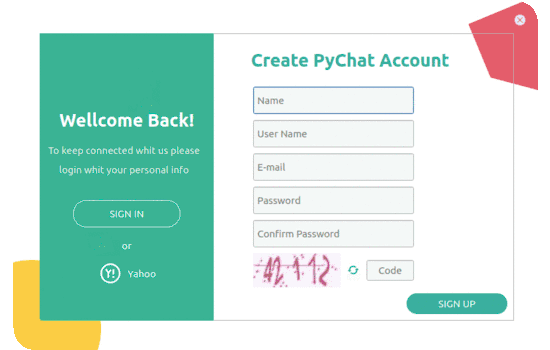 Wellcome Back!
To keep connected whit us please
login whit your personal info
SIGN IN
or
Y! Yahoo
Create PyChat Account
Name
User Name
E-mail
Password
Confirm Password
Code
SIGN UP